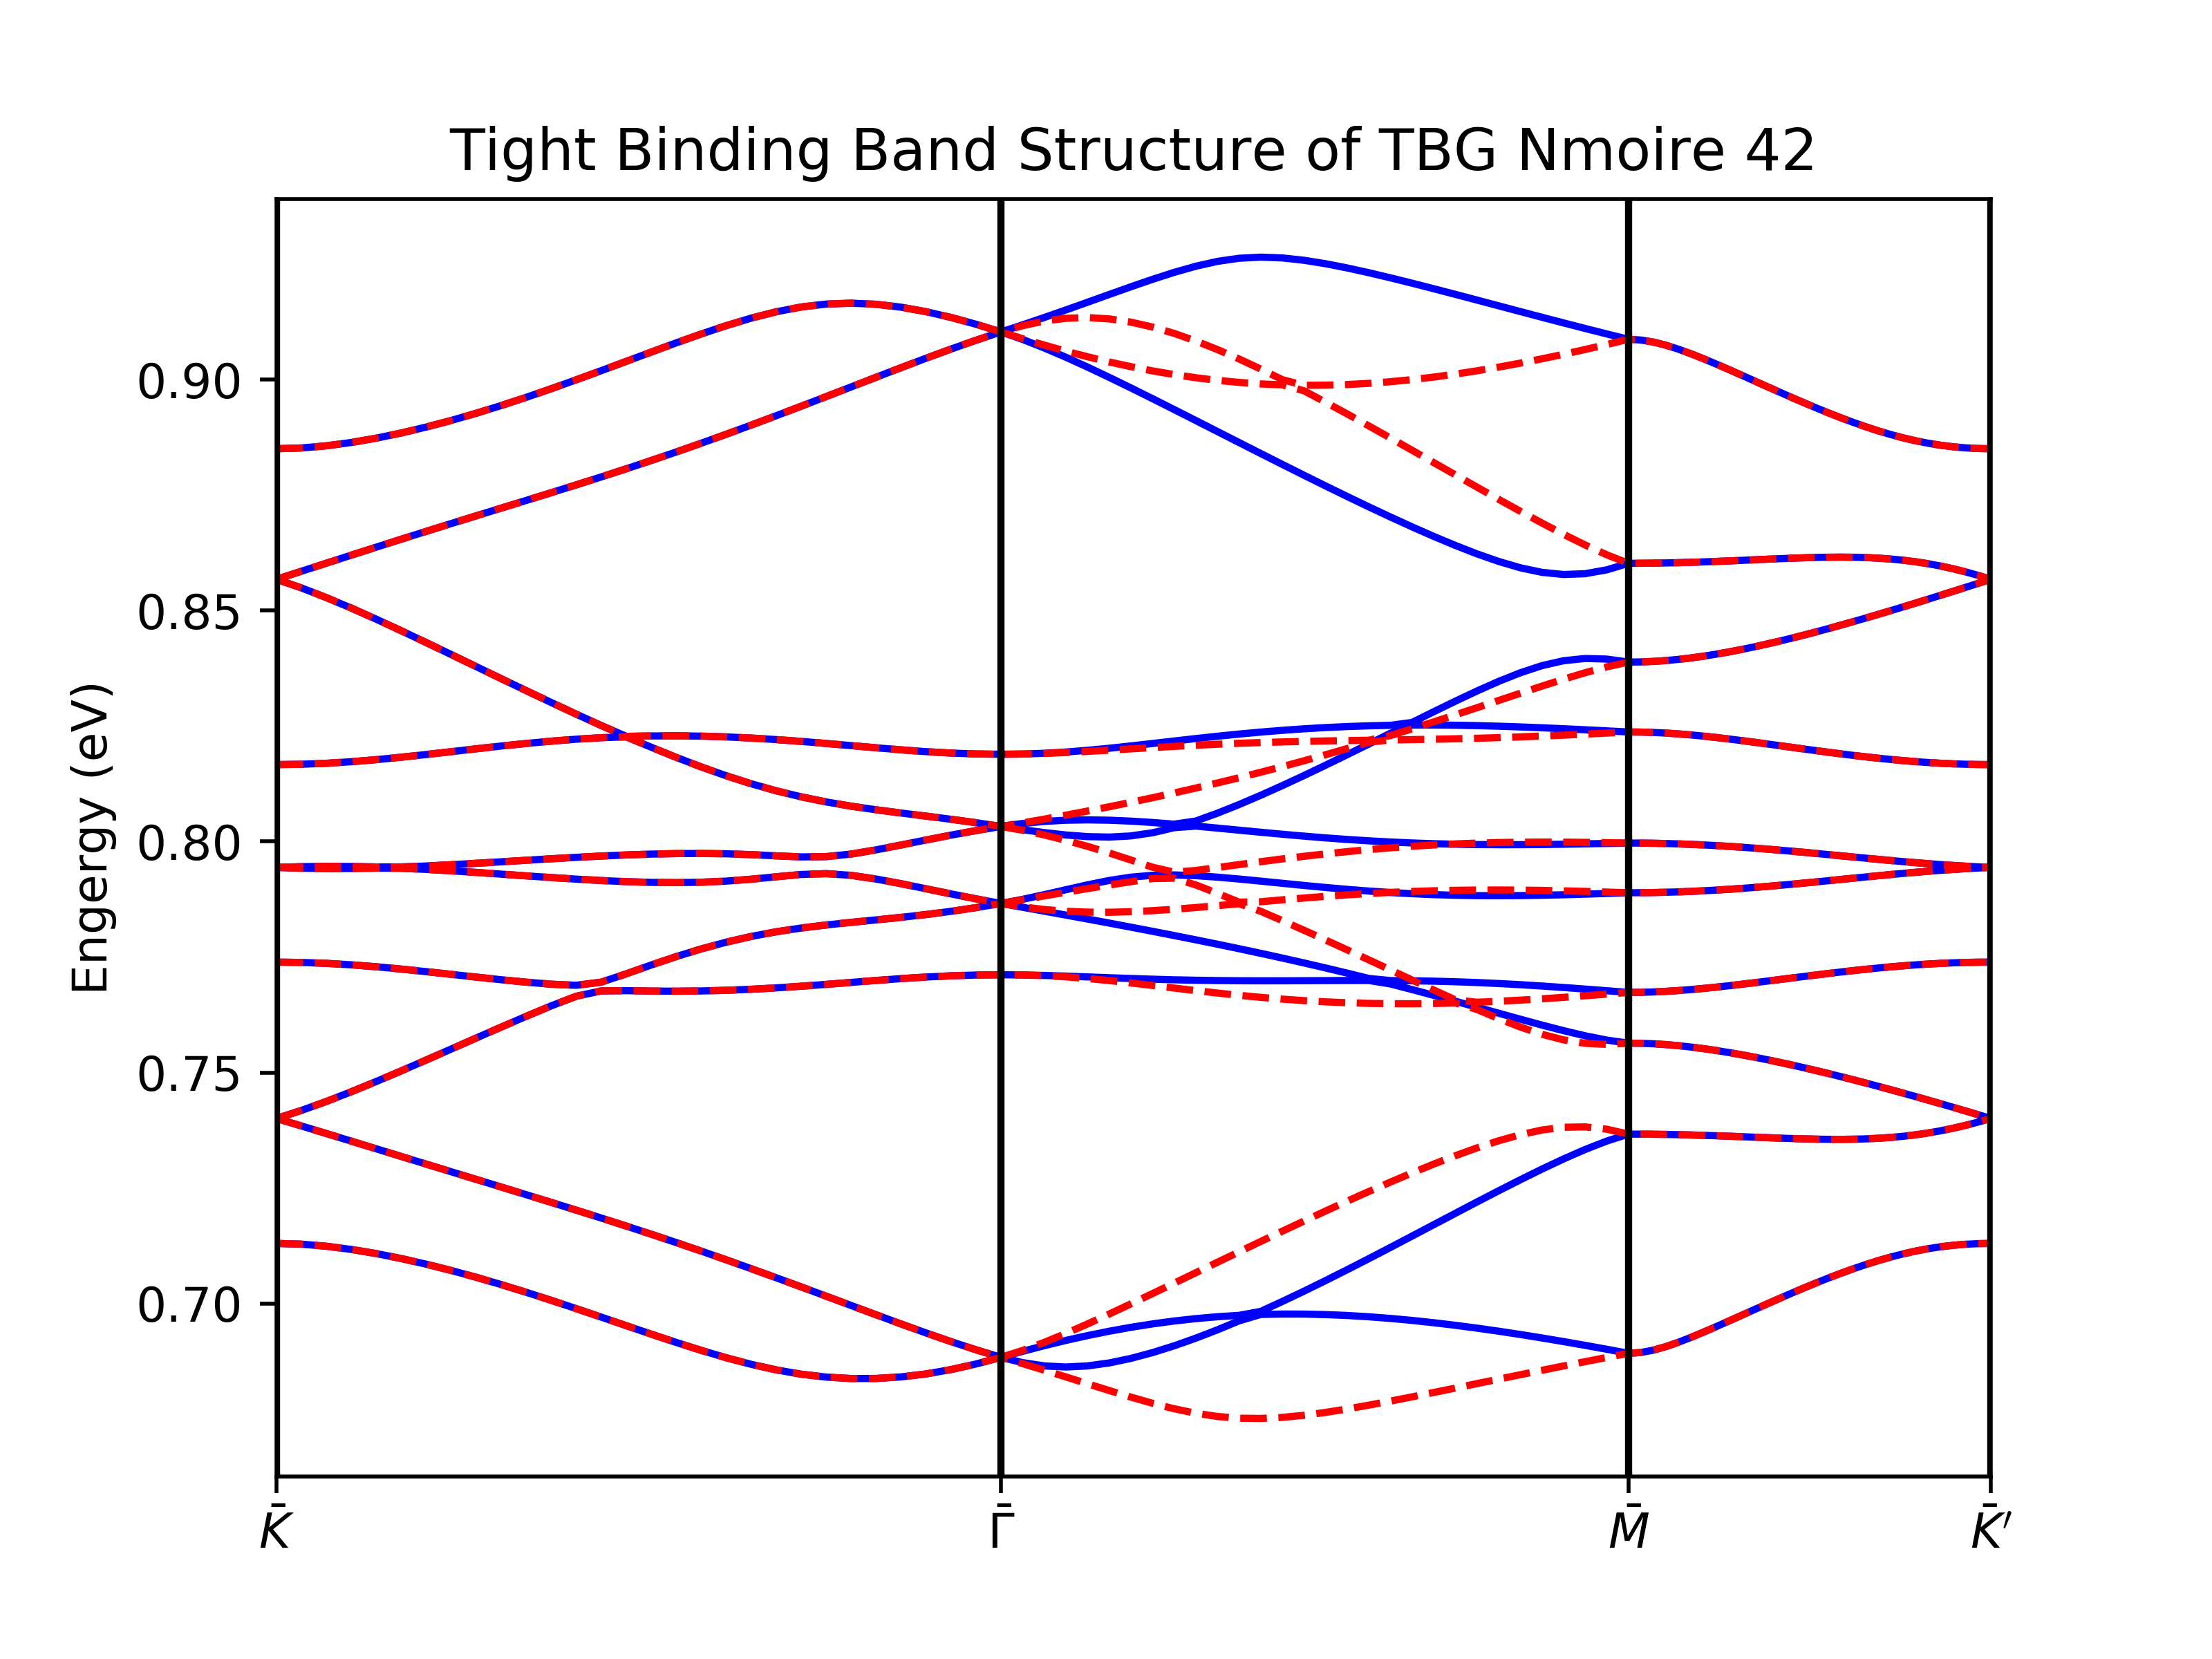 Tight Binding Band Structure of TBG Nmoire 42
Engergy (eV)
0.90
0.85
0.80
0.75
0.70
K̄ Γ̄ M̄ K̄′